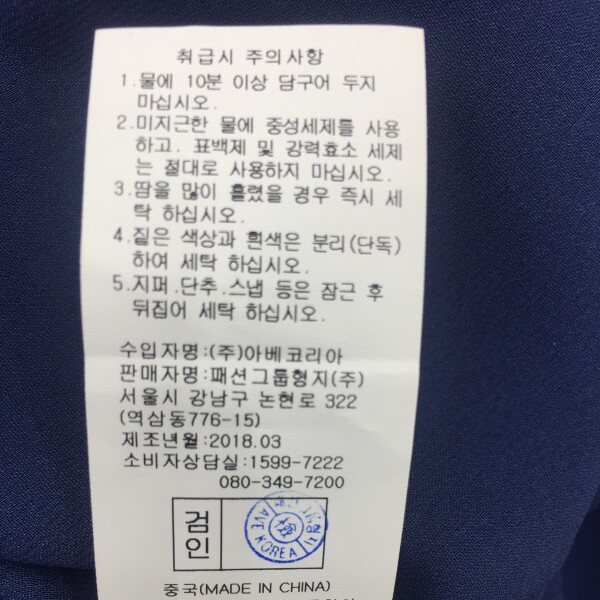 취급시 주의사항
1.물에 10분 이상 담구어 두지
마십시오.
2.미지근한 물에 중성세제를 사용
하고. 표백제 및 강력효소 세제
는 절대로 사용하지 마십시오.
3.땀을 많이 흘렸을 경우 즉시 세
탁 하십시오.
4.짙은 색상과 흰색은 분리(단독)
하여 세탁 하십시오.
5.지퍼.단추.스냅 등은 잠근 후
뒤집어 세탁 하십시오.
수입자명:(주)아베코리아
판매자명:패션그룹형지(주)
서울시 강남구 논현로 322
(역삼동776-15)
제조년월:2018.03
소비자상담실:1599-7222
080-349-7200
검인
AVE KOREA
중국(MADE IN CHINA)